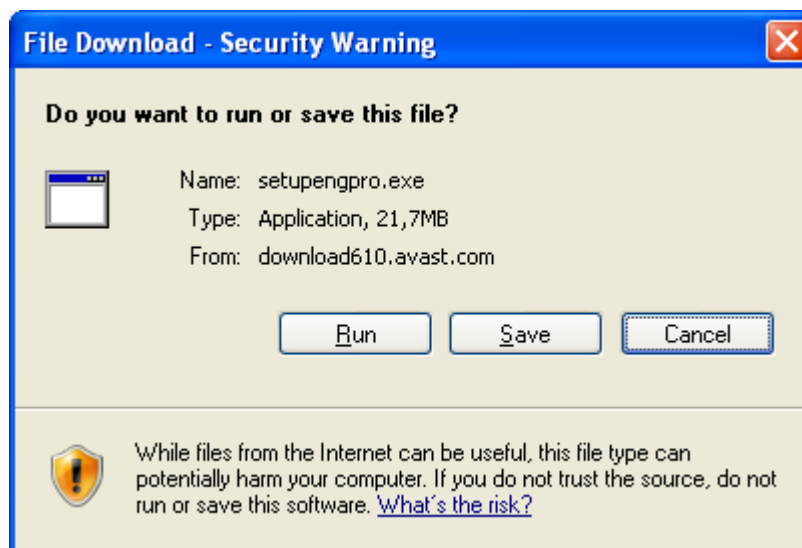 File Download - Security Warning
Do you want to run or save this file?
Name: setupengpro.exe
Type: Application, 21,7MB
From: download610.avast.com
Run Save Cancel
While files from the Internet can be useful, this file type can
potentially harm your computer. If you do not trust the source, do not
run or save this software. What's the risk?